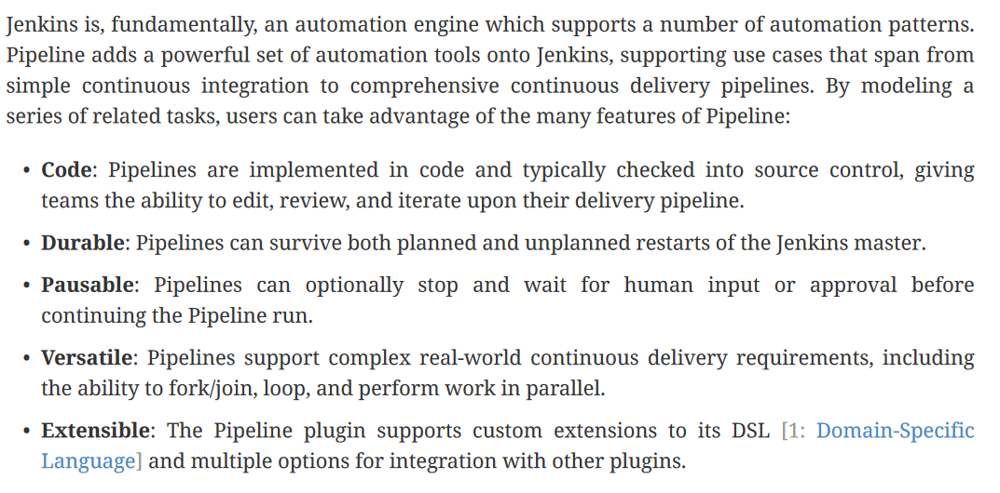 Jenkins is, fundamentally, an automation engine which supports a number of automation patterns.
Pipeline adds a powerful set of automation tools onto Jenkins, supporting use cases that span from
simple continuous integration to comprehensive continuous delivery pipelines. By modeling a
series of related tasks, users can take advantage of the many features of Pipeline:
• Code: Pipelines are implemented in code and typically checked into source control, giving
teams the ability to edit, review, and iterate upon their delivery pipeline.
• Durable: Pipelines can survive both planned and unplanned restarts of the Jenkins master.
• Pausable: Pipelines can optionally stop and wait for human input or approval before
continuing the Pipeline run.
• Versatile: Pipelines support complex real-world continuous delivery requirements, including
the ability to fork/join, loop, and perform work in parallel.
• Extensible: The Pipeline plugin supports custom extensions to its DSL [1: Domain-Specific
Language] and multiple options for integration with other plugins.